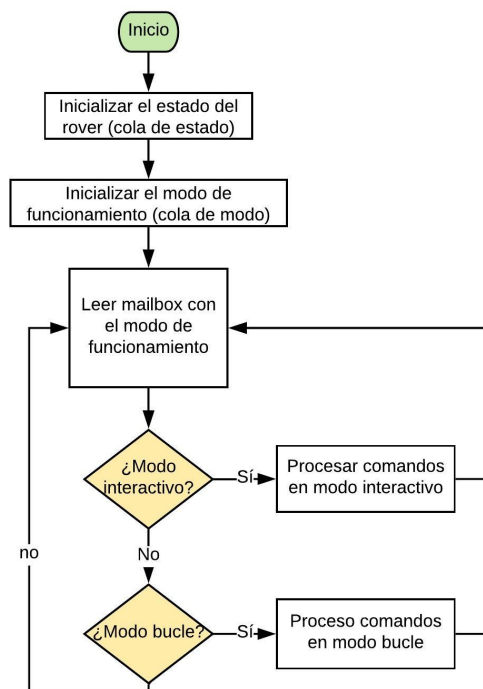 Inicio
Inicializar el estado del
rover (cola de estado)
Inicializar el modo de
funcionamiento (cola de modo)
Leer mailbox con
el modo de
funcionamiento
¿Modo
interactivo?
Sí
Procesar comandos
en modo interactivo
no
No
¿Modo bucle?
Sí
Proceso comandos
en modo bucle